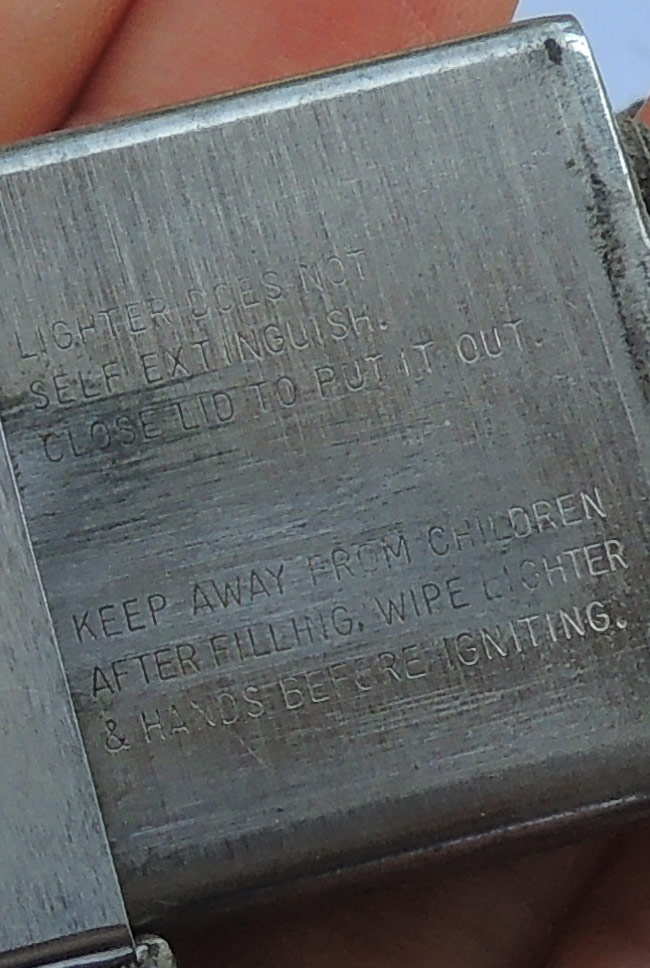 LIGHTER DOES NOT
SELF EXTINGUISH.
CLOSE LID TO PUT IT OUT.
KEEP AWAY FROM CHILDREN
AFTER FILLING, WIPE LIGHTER
& HANDS BEFORE IGNITING.